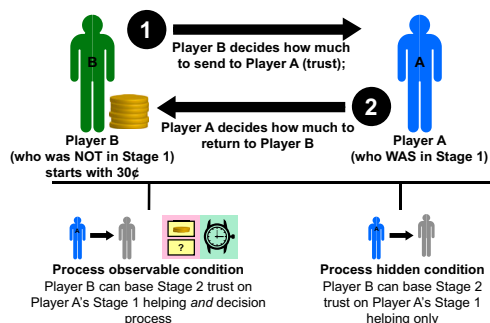 1
Player B decides how much
to send to Player A (trust);
B
A
2
Player A decides how much to
return to Player B
Player B
(who was NOT in Stage 1)
starts with 30¢
Player A
(who WAS in Stage 1)
A
?
Process observable condition
Player B can base Stage 2 trust on
Player A's Stage 1 helping and decision
process
A
Process hidden condition
Player B can base Stage 2
trust on Player A's Stage 1
helping only